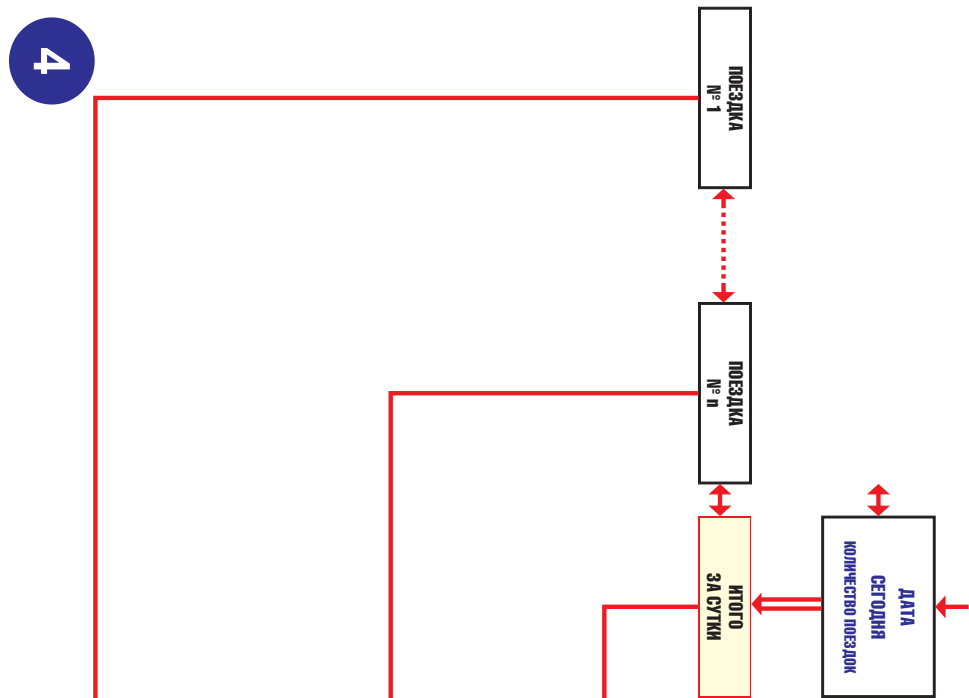 4
ПОЕЗДКА
№ 1
ПОЕЗДКА
№ n
ИТОГО
ЗА СУТКИ
ДАТА
СЕГОДНЯ
КОЛИЧЕСТВО ПОЕЗДОК